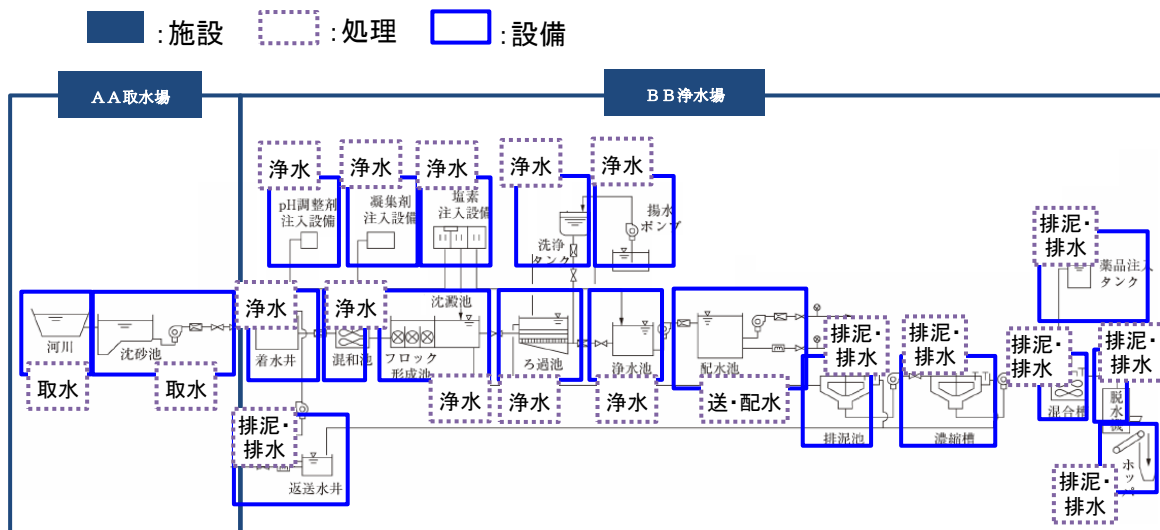 ：施設
：処理
：設備
ＡＡ取水場
ＢＢ浄水場
浄水
浄水
浄水
浄水
浄水
pH調整剤
注入設備
凝集剤
注入設備
塩素
注入設備
洗浄
タンク
揚水
ポンプ
排泥・
排水
薬品注入
タンク
河川
取水
沈砂池
取水
浄水
着水井
浄水
混和池
沈澱池
フロック
形成池
浄水
ろ過池
浄水
浄水池
浄水
配水池
送・配水
排泥・
排水
排泥池
排泥・
排水
濃縮槽
排泥・
排水
混合槽
排泥・
排水
脱水機
排泥・
排水
返送水井
排泥・
排水
ホッパ